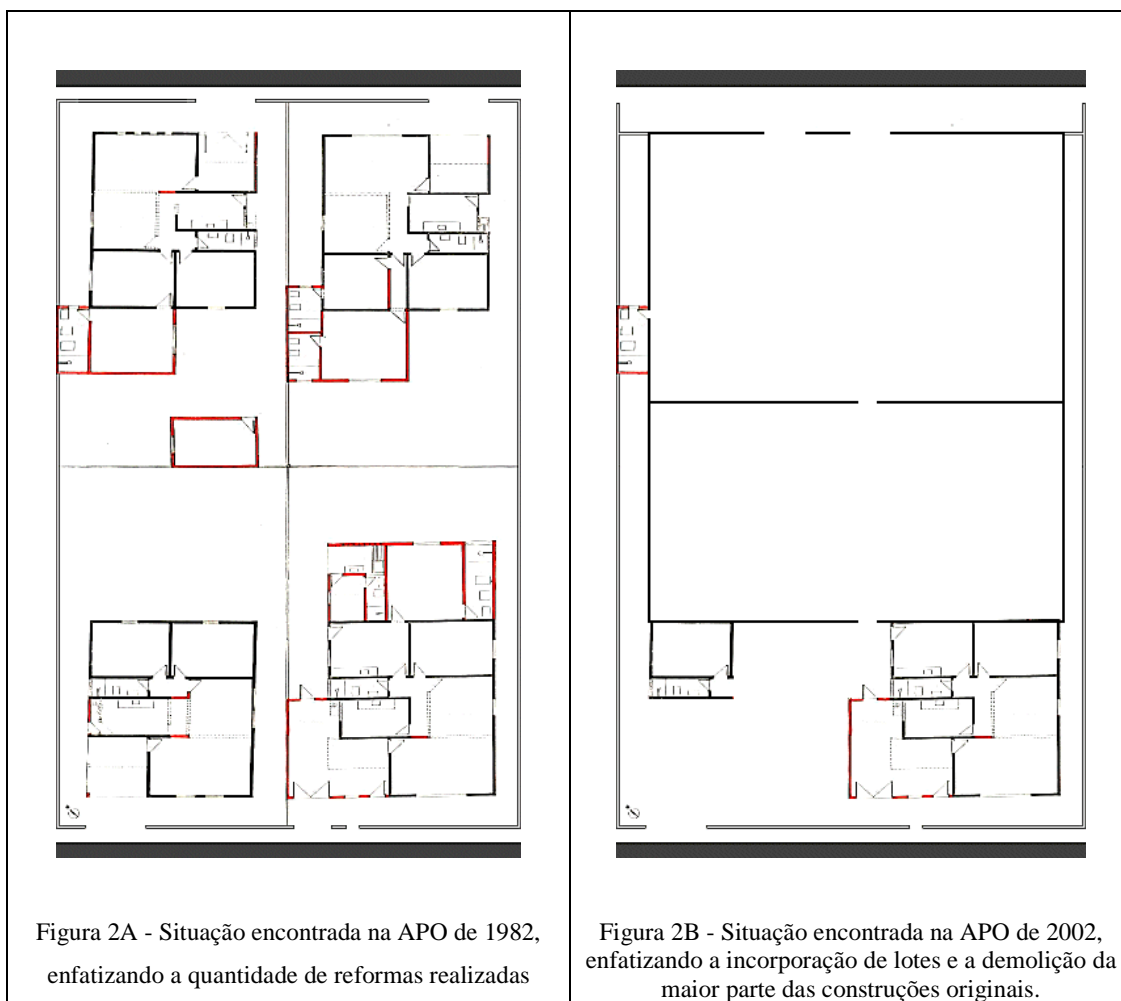 Figura 2A - Situação encontrada na APO de 1982,
enfatizando a quantidade de reformas realizadas
Figura 2B - Situação encontrada na APO de 2002,
enfatizando a incorporação de lotes e a demolição da
maior parte das construções originais.